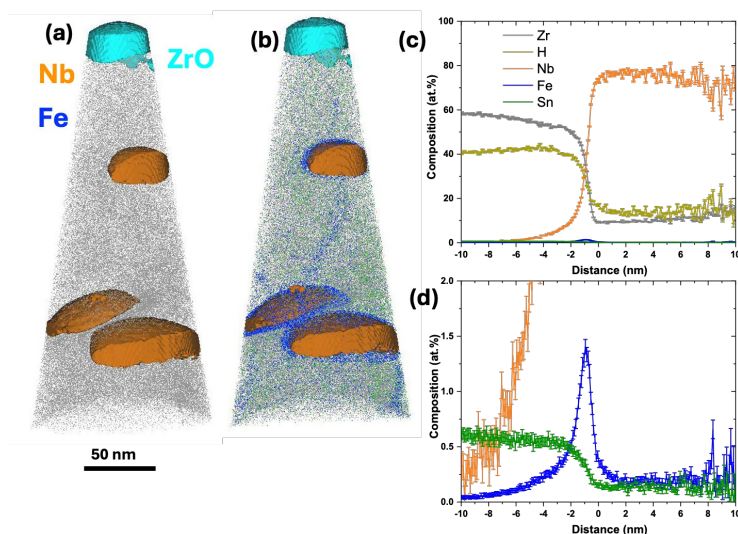 (a)
Nb
Fe
ZrO
50 nm
(b)
(c)
Zr
H
Nb
Fe
Sn
Composition (at.%)
100
80
60
40
20
0
-10 -8 -6 -4 -2 0 2 4 6 8 10
Distance (nm)
(d)
Composition (at.%)
2.0
1.5
1.0
0.5
0.0
-10 -8 -6 -4 -2 0 2 4 6 8 10
Distance (nm)